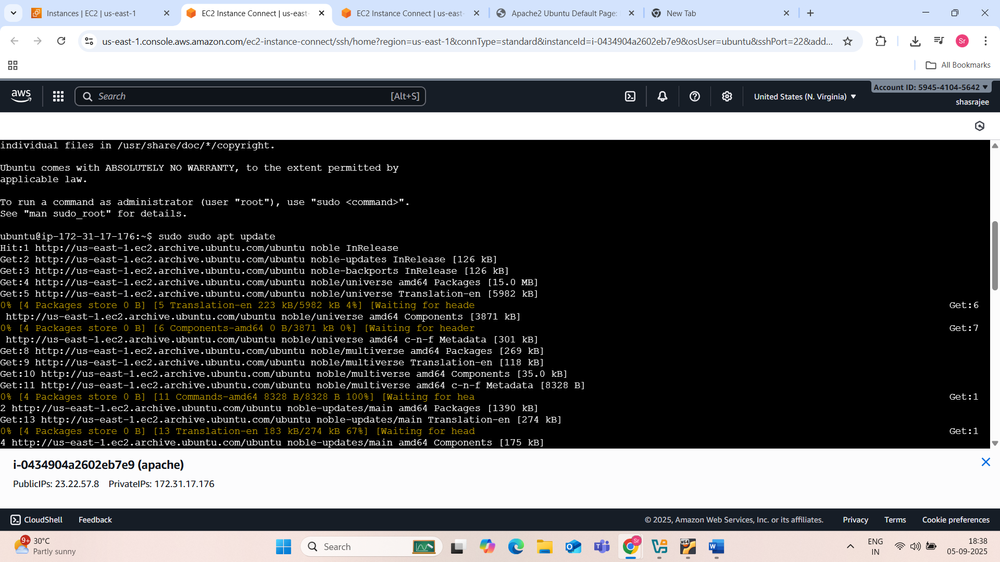 Instances | EC2 | us-east-1
EC2 Instance Connect | us-east-
EC2 Instance Connect | us-east-
Apache2 Ubuntu Default Page:
New Tab
us-east-1.console.aws.amazon.com/ec2-instance-connect/ssh/home?region=us-east-1&connType=standard&instanceId=i-0434904a2602eb7e9&osUser=ubuntu&sshPort=22&add...
Sr
All Bookmarks
aws
Search
[Alt+S]
United States (N. Virginia)
Account ID: 5945-4104-5642
shasrajee
individual files in /usr/share/doc/*/copyright.
Ubuntu comes with ABSOLUTELY NO WARRANTY, to the extent permitted by
applicable law.
To run a command as administrator (user "root"), use "sudo <command>".
See "man sudo_root" for details.
ubuntu@ip-172-31-17-176:~$ sudo sudo apt update
Hit:1 http://us-east-1.ec2.archive.ubuntu.com/ubuntu noble InRelease
Get:2 http://us-east-1.ec2.archive.ubuntu.com/ubuntu noble-updates InRelease [126 kB]
Get:3 http://us-east-1.ec2.archive.ubuntu.com/ubuntu noble-backports InRelease [126 kB]
Get:4 http://us-east-1.ec2.archive.ubuntu.com/ubuntu noble/universe amd64 Packages [15.0 MB]
Get:5 http://us-east-1.ec2.archive.ubuntu.com/ubuntu noble/universe Translation-en [5982 kB]
0% [4 Packages store 0 B] [5 Translation-en 223 kB/5982 kB 4%] [Waiting for heade Get:6
http://us-east-1.ec2.archive.ubuntu.com/ubuntu noble/universe amd64 Components [3871 kB]
0% [4 Packages store 0 B] [6 Components-amd64 0 B/3871 kB 0%] [Waiting for header Get:7
http://us-east-1.ec2.archive.ubuntu.com/ubuntu noble/universe amd64 c-n-f Metadata [301 kB]
Get:8 http://us-east-1.ec2.archive.ubuntu.com/ubuntu noble/multiverse amd64 Packages [269 kB]
Get:9 http://us-east-1.ec2.archive.ubuntu.com/ubuntu noble/multiverse Translation-en [118 kB]
Get:10 http://us-east-1.ec2.archive.ubuntu.com/ubuntu noble/multiverse amd64 Components [35.0 kB]
Get:11 http://us-east-1.ec2.archive.ubuntu.com/ubuntu noble/multiverse amd64 c-n-f Metadata [8328 B]
0% [4 Packages store 0 B] [11 Commands-amd64 8328 B/8328 B 100%] [Waiting for hea Get:1
2 http://us-east-1.ec2.archive.ubuntu.com/ubuntu noble-updates/main amd64 Packages [1390 kB]
Get:13 http://us-east-1.ec2.archive.ubuntu.com/ubuntu noble-updates/main Translation-en [274 kB]
0% [4 Packages store 0 B] [13 Translation-en 183 kB/274 kB 67%] [Waiting for head Get:1
4 http://us-east-1.ec2.archive.ubuntu.com/ubuntu noble-updates/main amd64 Components [175 kB]
i-0434904a2602eb7e9 (apache)
PublicIPs: 23.22.57.8 PrivateIPs: 172.31.17.176
CloudShell
Feedback
© 2025, Amazon Web Services, Inc. or its affiliates.
Privacy
Terms
Cookie preferences
9+
30°C
Partly sunny
Search
Sr
x64
ENG
IN
18:38
05-09-2025